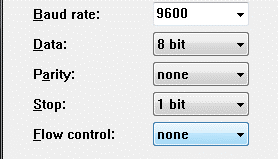 Baud rate: 9600
Data: 8 bit
Parity: none
Stop: 1 bit
Flow control: none